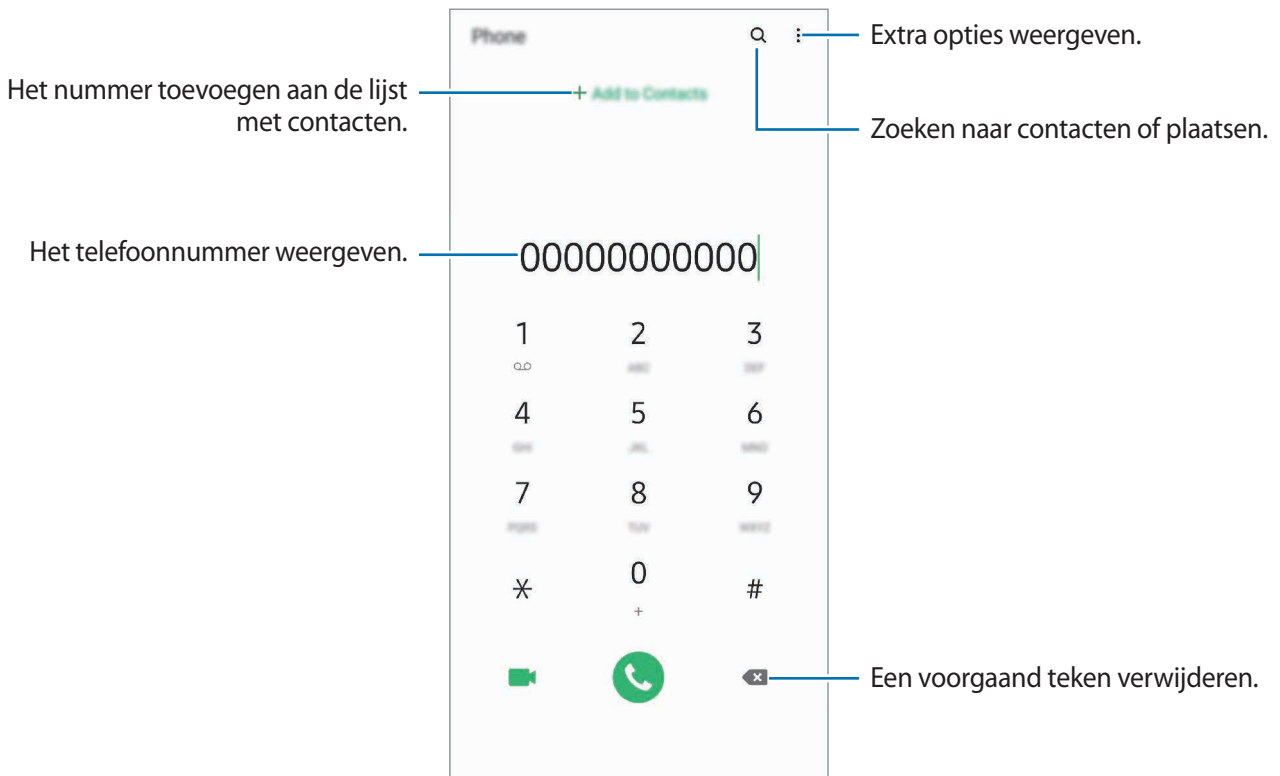 Phone
Extra opties weergeven.
Het nummer toevoegen aan de lijst
met contacten.
+ Add to Contacts
Zoeken naar contacten of plaatsen.
Het telefoonnummer weergeven.
00000000000
1 2 3
ABC DEF
4 5 6
GHI JKL MNO
7 8 9
PQRS TUV WXYZ
* 0 #
+
Een voorgaand teken verwijderen.